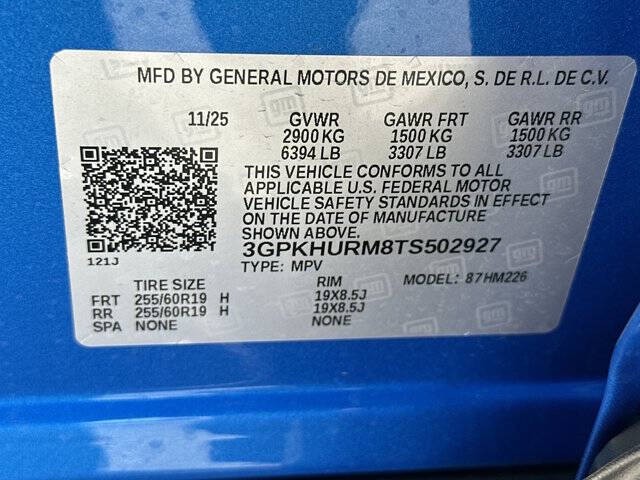 MFD BY GENERAL MOTORS DE MEXICO, S. DE R.L. DE C.V.
11/25 GVWR GAWR FRT GAWR RR
2900 KG 1500 KG 1500 KG
6394 LB 3307 LB 3307 LB
THIS VEHICLE CONFORMS TO ALL
APPLICABLE U.S. FEDERAL MOTOR
VEHICLE SAFETY STANDARDS IN EFFECT
ON THE DATE OF MANUFACTURE
SHOWN ABOVE.
3GPKHURM8TS502927
121J
TYPE: MPV MODEL: 87HM226
TIRE SIZE RIM
FRT 255/60R19 H 19X8.5J
RR 255/60R19 H 19X8.5J
SPA NONE NONE